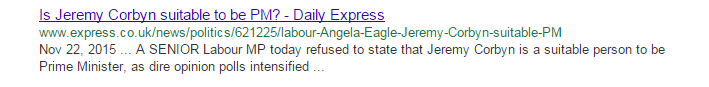 Is Jeremy Corbyn suitable to be PM? - Daily Express
www.express.co.uk/news/politics/621225/labour-Angela-Eagle-Jeremy-Corbyn-suitable-PM
Nov 22, 2015 ... A SENIOR Labour MP today refused to state that Jeremy Corbyn is a suitable person to be
Prime Minister, as dire opinion polls intensified ...